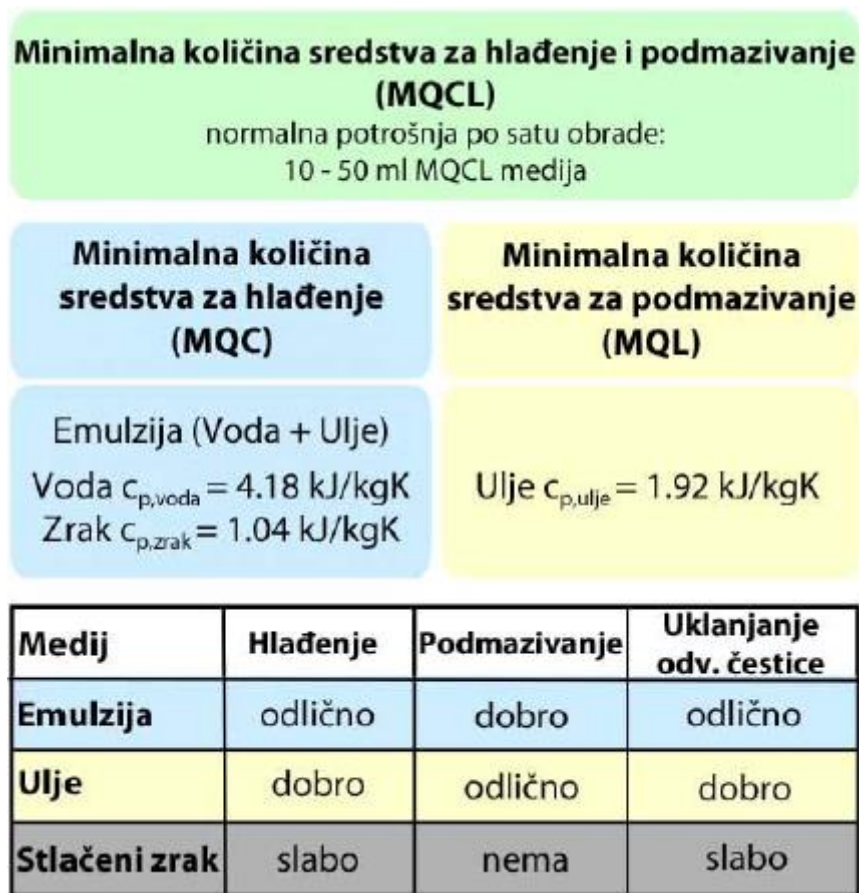 Minimalna količina sredstva za hlađenje i podmazivanje
(MQCL)
normalna potrošnja po satu obrade:
10 - 50 ml MQCL medija
Minimalna količina
sredstva za hlađenje
(MQC)
Minimalna količina
sredstva za podmazivanje
(MQL)
Emulzija (Voda + Ulje)
Voda cp,voda = 4.18 kJ/kgK
Zrak cp,zrak = 1.04 kJ/kgK
Ulje cp,ulje = 1.92 kJ/kgK
Medij Hlađenje Podmazivanje Uklanjanje
odv. čestice
Emulzija odlično dobro odlično
Ulje dobro odlično dobro
Stlačeni zrak slabo nema slabo